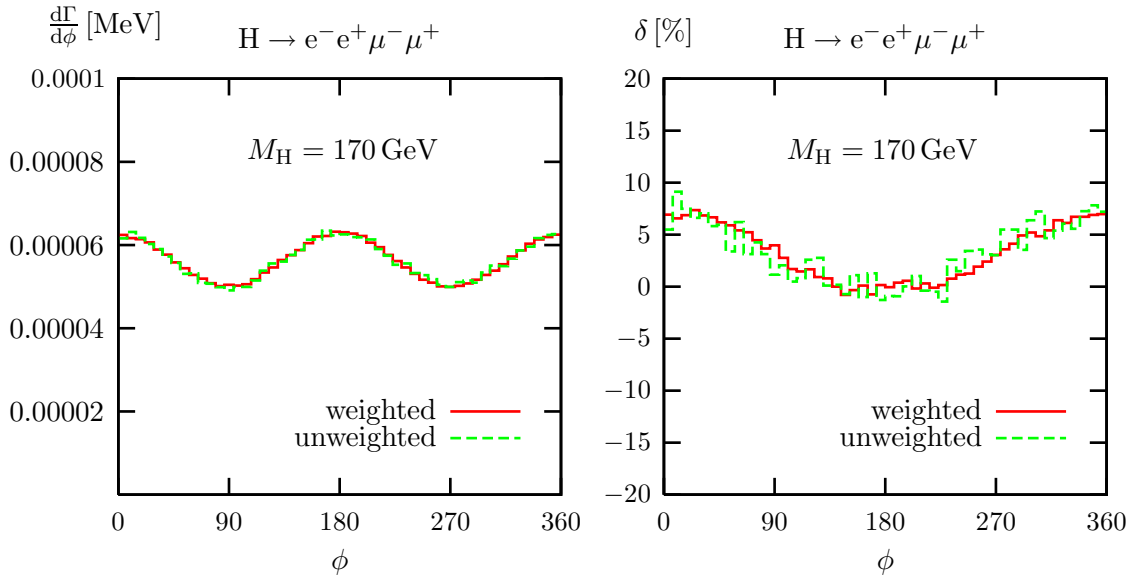 dΓ/dφ [MeV]
H → e⁻e⁺μ⁻μ⁺
0.0001
0.00008
0.00006
0.00004
0.00002
M_H = 170 GeV
weighted
unweighted
0 90 180 270 360
φ
δ [%]
H → e⁻e⁺μ⁻μ⁺
20
15
10
5
0
−5
−10
−15
−20
M_H = 170 GeV
weighted
unweighted
0 90 180 270 360
φ